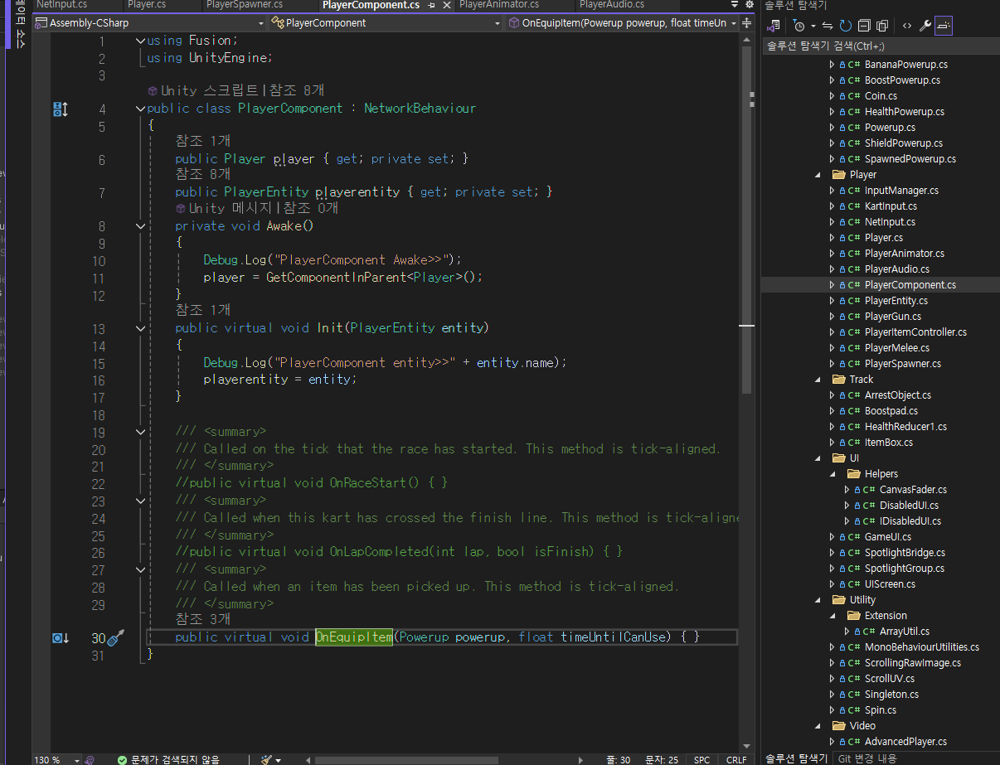 NetInput.cs
Player.cs
PlayerSpawner.cs
PlayerComponent.cs
PlayerAnimator.cs
PlayerAudio.cs
Assembly-CSharp
PlayerComponent
OnEquipItem(Powerup powerup, float timeUn
1 using Fusion;
2 using UnityEngine;
3
Unity 스크립트|참조 8개
4 public class PlayerComponent : NetworkBehaviour
5 {
참조 1개
6 public Player player { get; private set; }
참조 8개
7 public PlayerEntity playerentity { get; private set; }
Unity 메시지|참조 0개
8 private void Awake()
9 {
10 Debug.Log("PlayerComponent Awake>>");
11 player = GetComponentInParent<Player>();
12 }
참조 1개
13 public virtual void Init(PlayerEntity entity)
14 {
15 Debug.Log("PlayerComponent entity>>" + entity.name);
16 playerentity = entity;
17 }
18
19 /// <summary>
20 /// Called on the tick that the race has started. This method is tick-aligned.
21 /// </summary>
22 //public virtual void OnRaceStart() { }
23 /// <summary>
24 /// Called when this kart has crossed the finish line. This method is tick-aligne
25 /// </summary>
26 //public virtual void OnLapCompleted(int lap, bool isFinish) { }
27 /// <summary>
28 /// Called when an item has been picked up. This method is tick-aligned.
29 /// </summary>
참조 3개
30 public virtual void OnEquipItem(Powerup powerup, float timeUntilCanUse) { }
31 }
130 %
문제가 검색되지 않음
줄: 30
문자: 25
SPC
CRLF
솔루션 탐색기
솔루션 탐색기 검색(Ctrl+;)
C# BananaPowerup.cs
C# BoostPowerup.cs
C# Coin.cs
C# HealthPowerup.cs
C# Powerup.cs
C# ShieldPowerup.cs
C# SpawnedPowerup.cs
Player
C# InputManager.cs
C# KartInput.cs
C# NetInput.cs
C# Player.cs
C# PlayerAnimator.cs
C# PlayerAudio.cs
C# PlayerComponent.cs
C# PlayerEntity.cs
C# PlayerGun.cs
C# PlayerItemController.cs
C# PlayerMelee.cs
C# PlayerSpawner.cs
Track
C# ArrestObject.cs
C# Boostpad.cs
C# HealthReducer1.cs
C# ItemBox.cs
UI
Helpers
C# CanvasFader.cs
C# DisabledUI.cs
C# IDisabledUI.cs
C# GameUI.cs
C# SpotlightBridge.cs
C# SpotlightGroup.cs
C# UIScreen.cs
Utility
Extension
C# ArrayUtil.cs
C# MonoBehaviourUtilities.cs
C# ScrollingRawImage.cs
C# ScrollUV.cs
C# Singleton.cs
C# Spin.cs
Video
C# AdvancedPlayer.cs
솔루션 탐색기
Git 변경 내용